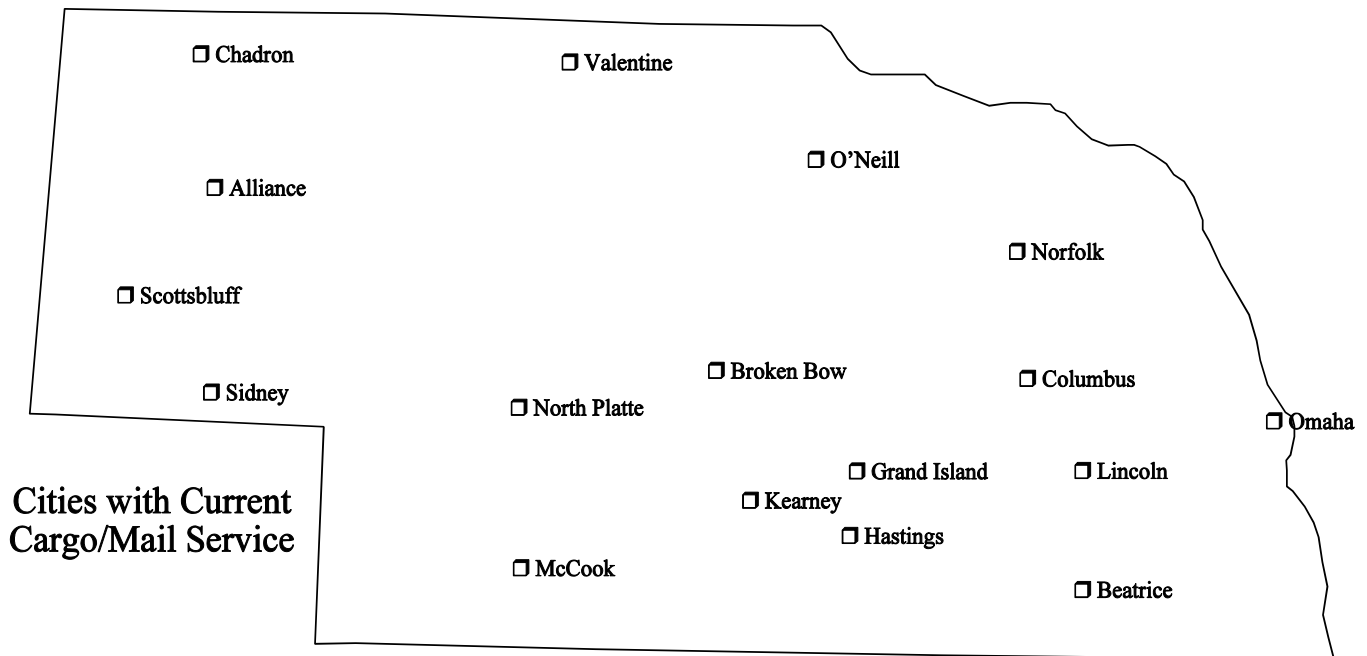 Chadron
Valentine
O’Neill
Alliance
Norfolk
Scottsbluff
Broken Bow
Columbus
Sidney
North Platte
Omaha
Grand Island
Lincoln
Cities with Current
Cargo/Mail Service
Kearney
Hastings
McCook
Beatrice